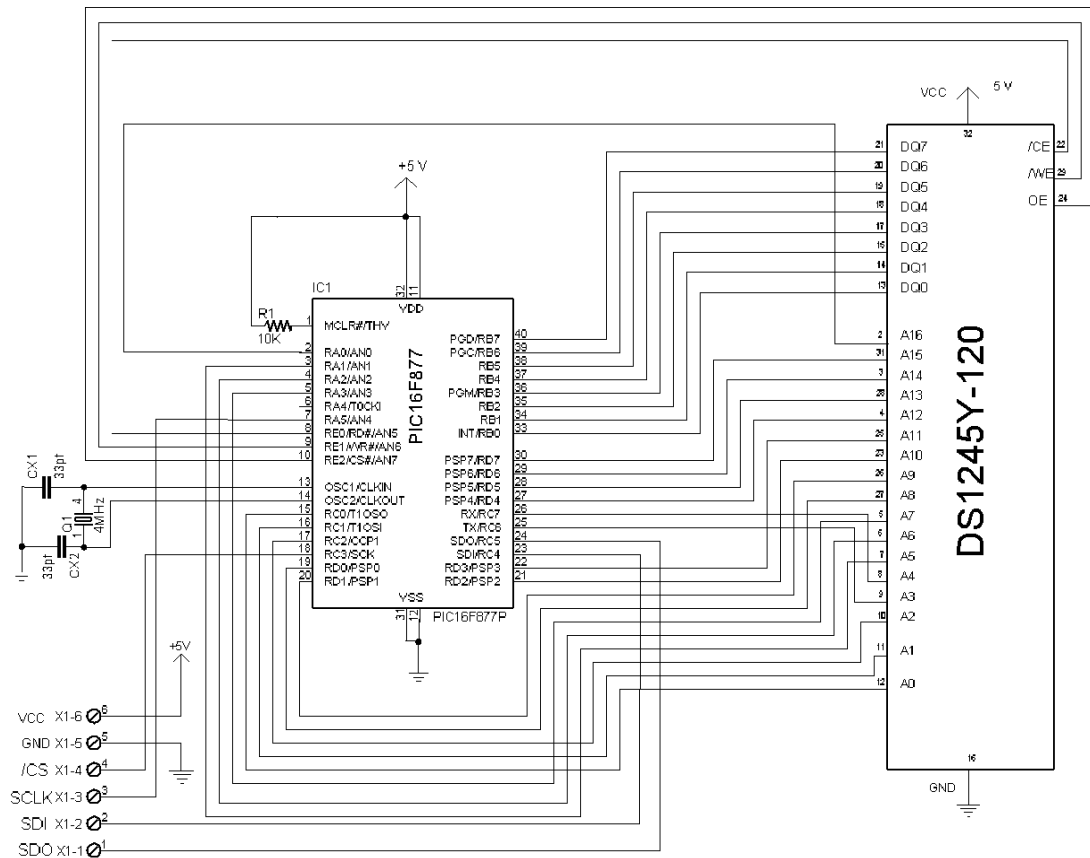 VCC
5 V
32
21 DQ7
/CE 22
20 DQ6
/WE 29
19 DQ5
OE 24
18 DQ4
17 DQ3
15 DQ2
14 DQ1
13 DQ0
2 A16
31 A15
3 A14
28 A13
4 A12
25 A11
23 A10
26 A9
27 A8
5 A7
6 A6
7 A5
8 A4
9 A3
10 A2
11 A1
12 A0
DS1245Y-120
16
GND
+5 V
IC1
R1
10K
32 11
VDD
PIC16F877
1 MCLR#/THY
2 RA0/AN0
3 RA1/AN1
4 RA2/AN2
5 RA3/AN3
6 RA4/T0CKI
7 RA5/AN4
8 RE0/RD#/AN5
9 RE1/WR#/AN6
10 RE2/CS#/AN7
13 OSC1/CLKIN
14 OSC2/CLKOUT
15 RC0/T1OSO
16 RC1/T1OSI
17 RC2/CCP1
18 RC3/SCK
19 RD0/PSP0
20 RD1/PSP1
PGD/RB7 40
PGC/RB6 39
RB5 38
RB4 37
PGM/RB3 36
RB2 35
RB1 34
INT/RB0 33
PSP7/RD7 30
PSP6/RD6 29
PSP5/RD5 28
PSP4/RD4 27
RX/RC7 26
TX/RC6 25
SDO/RC5 24
SDI/RC4 23
RD3/PSP3 22
RD2/PSP2 21
VSS
31 12
PIC16F877P
CX1
33pt
Q1
1 4
4MHz
33pt
CX2
+5V
VCC X1-6 6
GND X1-5 5
/CS X1-4 4
SCLK X1-3 3
SDI X1-2 2
SDO X1-1 1